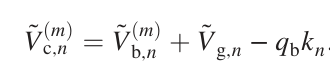 Ṽ_{c,n}^{(m)} = Ṽ_{b,n}^{(m)} + Ṽ_{g,n} − q_b k_n.